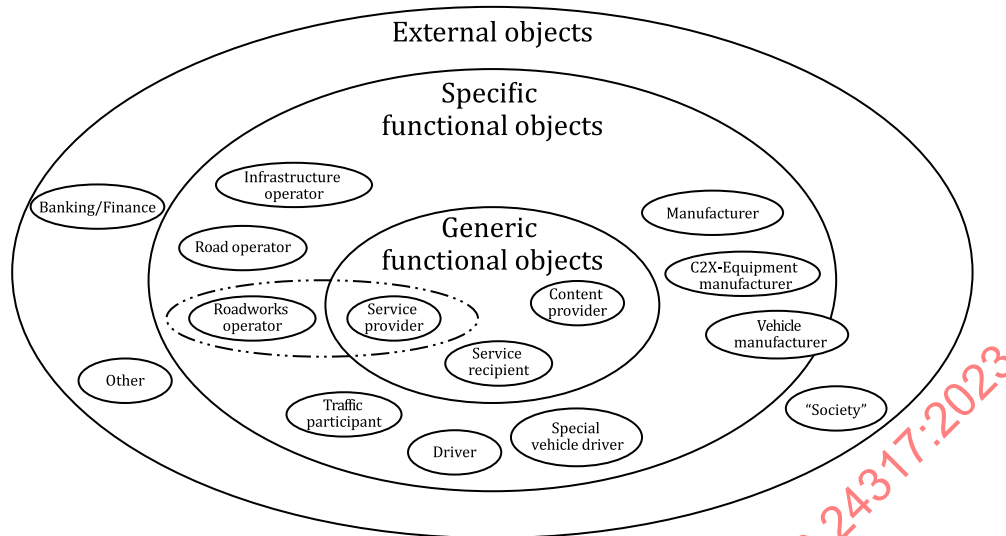 External objects
Specific
functional objects
Infrastructure
operator
Banking/Finance
Manufacturer
Road operator
Generic
functional objects
C2X-Equipment
manufacturer
Content
provider
Roadworks
operator
Service
provider
Vehicle
manufacturer
Service
recipient
Other
Traffic
participant
"Society"
Driver
Special
vehicle driver
24317:2023